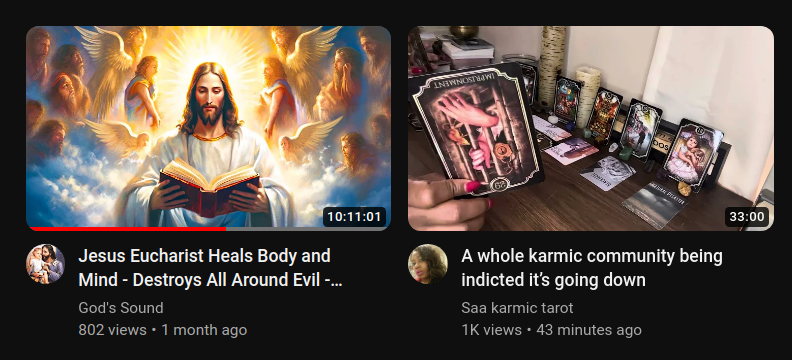 10:11:01
IMPRISONMENT
33:00
Jesus Eucharist Heals Body and
Mind - Destroys All Around Evil -…
God's Sound
802 views • 1 month ago
A whole karmic community being
indicted it’s going down
Saa karmic tarot
1K views • 43 minutes ago